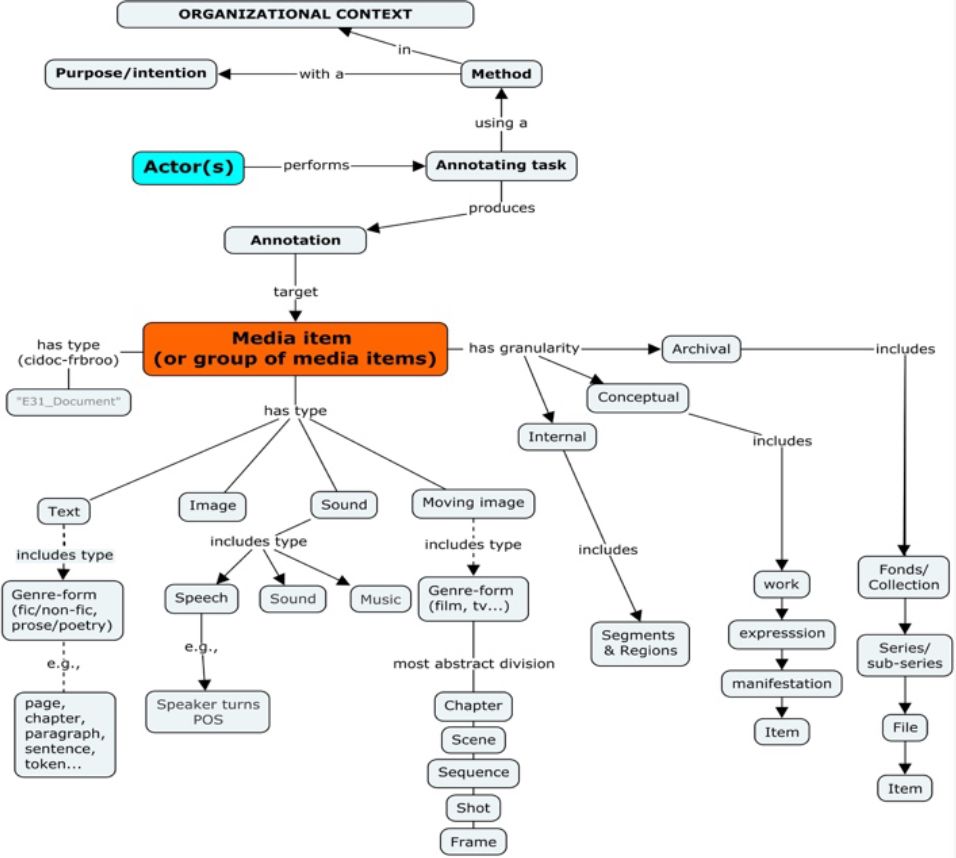 ORGANIZATIONAL CONTEXT
in
Purpose/intention
with a
Method
using a
Actor(s)
performs
Annotating task
produces
Annotation
target
has type
(cidoc-frbroo)
Media item
(or group of media items)
has granularity
Archival
includes
"E31_Document"
Conceptual
has type
Internal
includes
Text
Image
Sound
Moving image
includes type
includes type
includes type
includes
Genre-form
(fic/non-fic,
prose/poetry)
Speech
Sound
Music
Genre-form
(film, tv...)
work
Fonds/
Collection
e.g.,
e.g.,
most abstract division
Segments
& Regions
expresssion
Series/
sub-series
manifestation
page,
chapter,
paragraph,
sentence,
token...
Speaker turns
POS
Chapter
Scene
Sequence
Shot
Frame
Item
File
Item